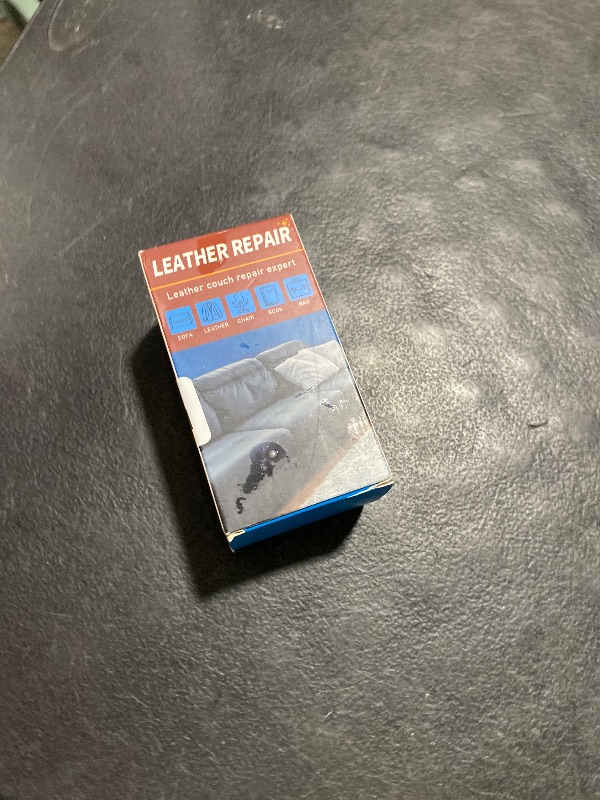 LEATHER REPAIR
Leather couch repair expert
SOFA LEATHER CHAIR BOOK BAG